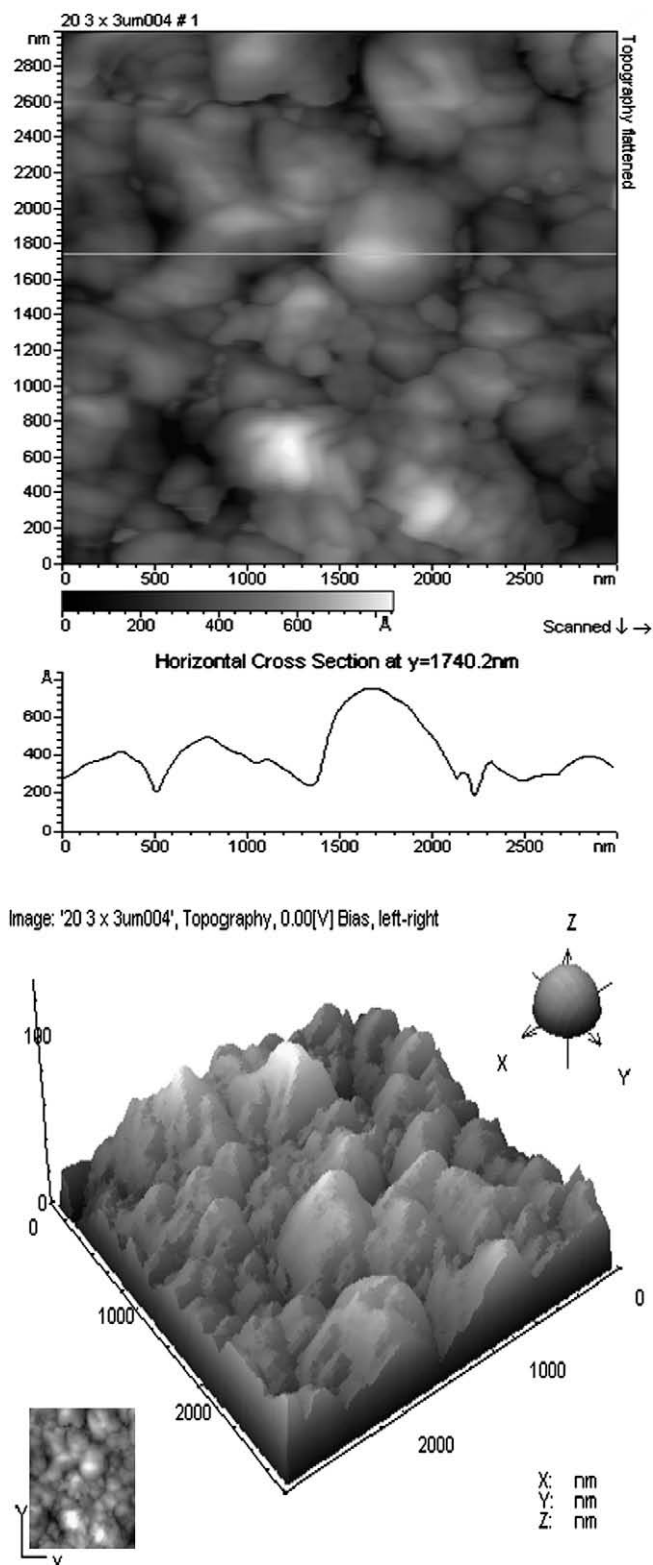 20 3 x 3um004 # 1
nm
2800
2600
2400
2200
2000
1800
1600
1400
1200
1000
800
600
400
200
0
Topography flattened
0 500 1000 1500 2000 2500 nm
0 200 400 600 Å
Scanned ↓ →
Horizontal Cross Section at y=1740.2nm
Å
600
400
200
0
0 500 1000 1500 2000 2500 nm
Image: '20 3 x 3um004', Topography, 0.00[V] Bias, left-right
Z
X
Y
100
0
0
1000
2000
0
1000
2000
X: nm
Y: nm
Z: nm